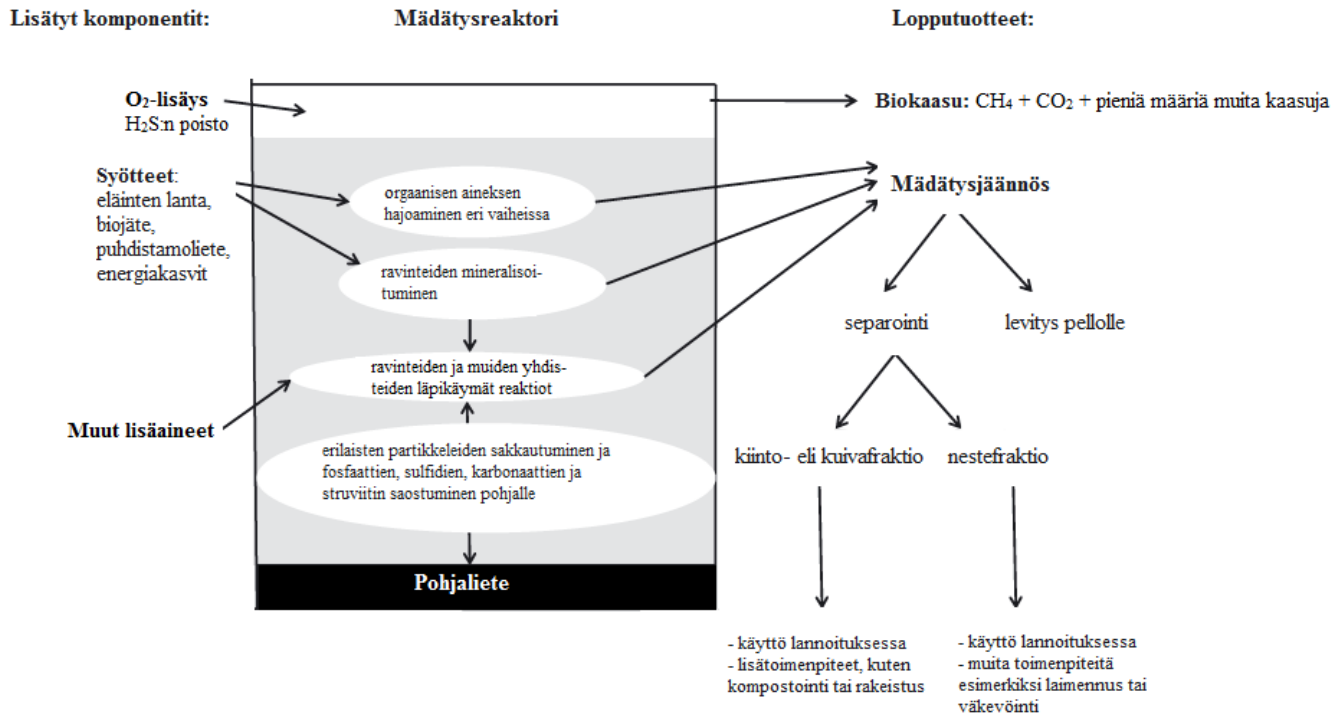 Lisätyt komponentit:
Mädätysreaktori
Lopputuotteet:
O₂-lisäys
H₂S:n poisto
Biokaasu: CH₄ + CO₂ + pieniä määriä muita kaasuja
Syötteet:
eläinten lanta,
biojäte,
puhdistamoliete,
energiakasvit
orgaanisen aineksen
hajoaminen eri vaiheissa
Mädätysjäännös
ravinteiden mineralisoi-
tuminen
separointi
levitys pellolle
ravinteiden ja muiden yhdis-
teiden läpikäymät reaktiot
Muut lisäaineet
erilaisten partikkeleiden sakkautuminen ja
fosfaattien, sulfidien, karbonaattien ja
struviitin saostuminen pohjalle
kiinto- eli kuivafraktio
nestefraktio
Pohjaliete
- käyttö lannoituksessa
- lisätoimenpiteet, kuten
kompostointi tai rakeistus
- käyttö lannoituksessa
- muita toimenpiteitä
esimerkiksi laimennus tai
väkevöinti